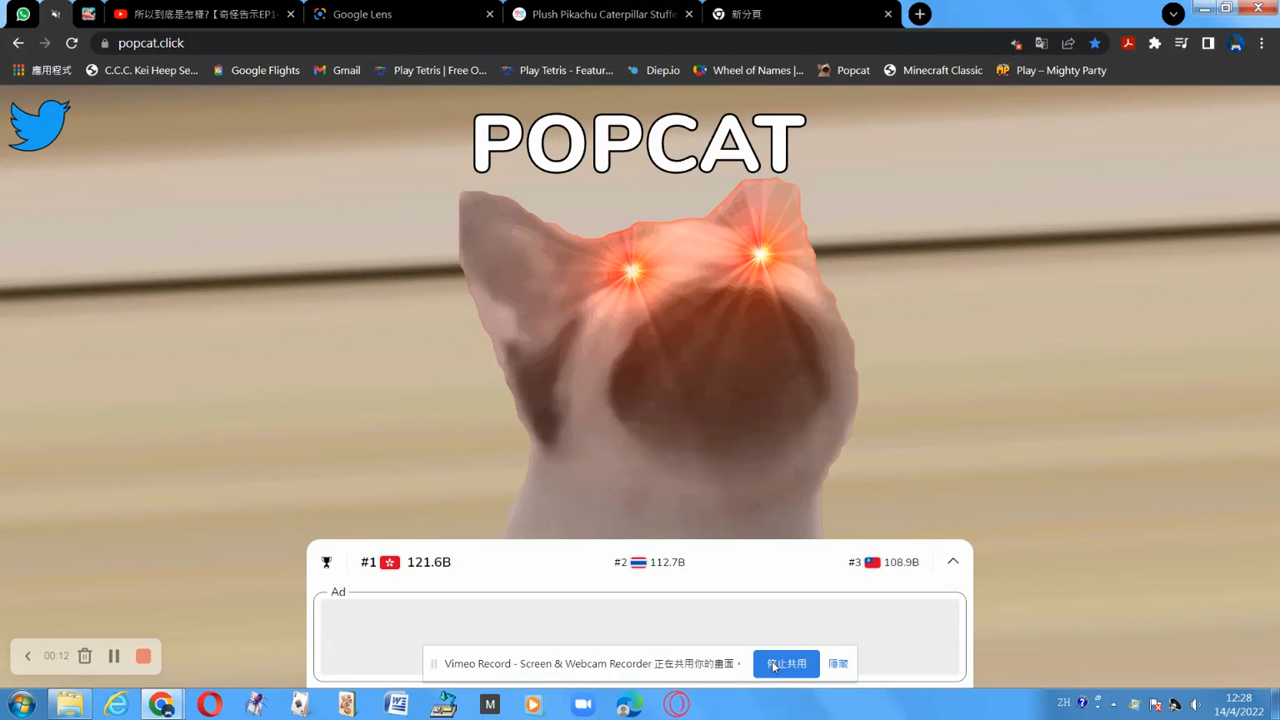 所以到底是怎樣?【奇怪告示EP1-
Google Lens
Plush Pikachu Caterpillar Stuffe
新分頁
popcat.click
應用程式
C.C.C. Kei Heep Se...
Google Flights
Gmail
Play Tetris | Free O...
Play Tetris - Featur...
Diep.io
Wheel of Names |...
Popcat
Minecraft Classic
Play – Mighty Party
POPCAT
#1 121.6B
#2 112.7B
#3 108.9B
Ad
00:12
Vimeo Record - Screen & Webcam Recorder 正在共用你的畫面。
停止共用
隱藏
M
ZH
12:28
14/4/2022